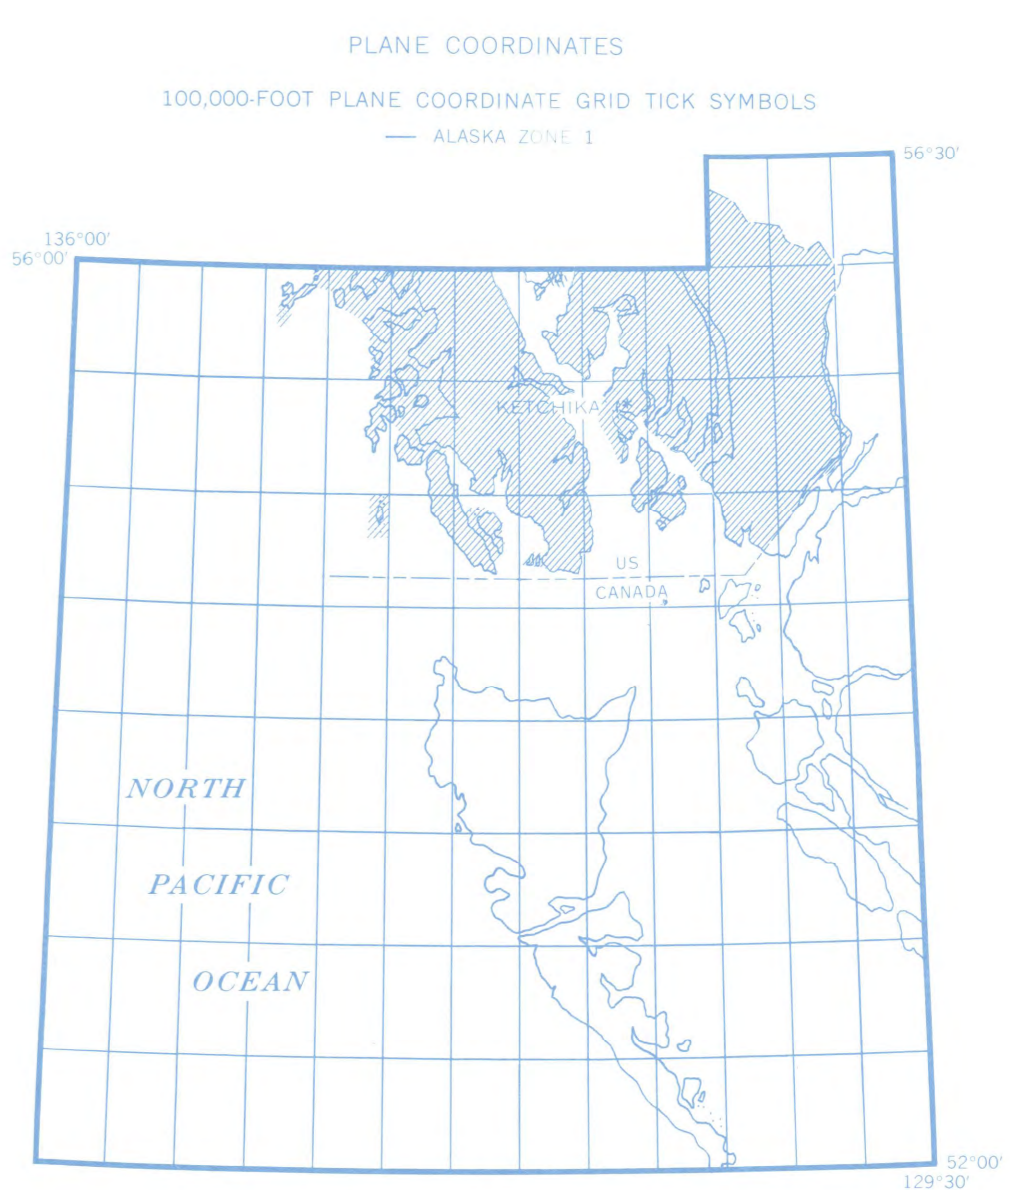 PLANE COORDINATES
100,000-FOOT PLANE COORDINATE GRID TICK SYMBOLS
ALASKA ZONE 1
56°30'
136°00'
56°00'
KETCHIKA
US
CANADA
NORTH
PACIFIC
OCEAN
52°00'
129°30'